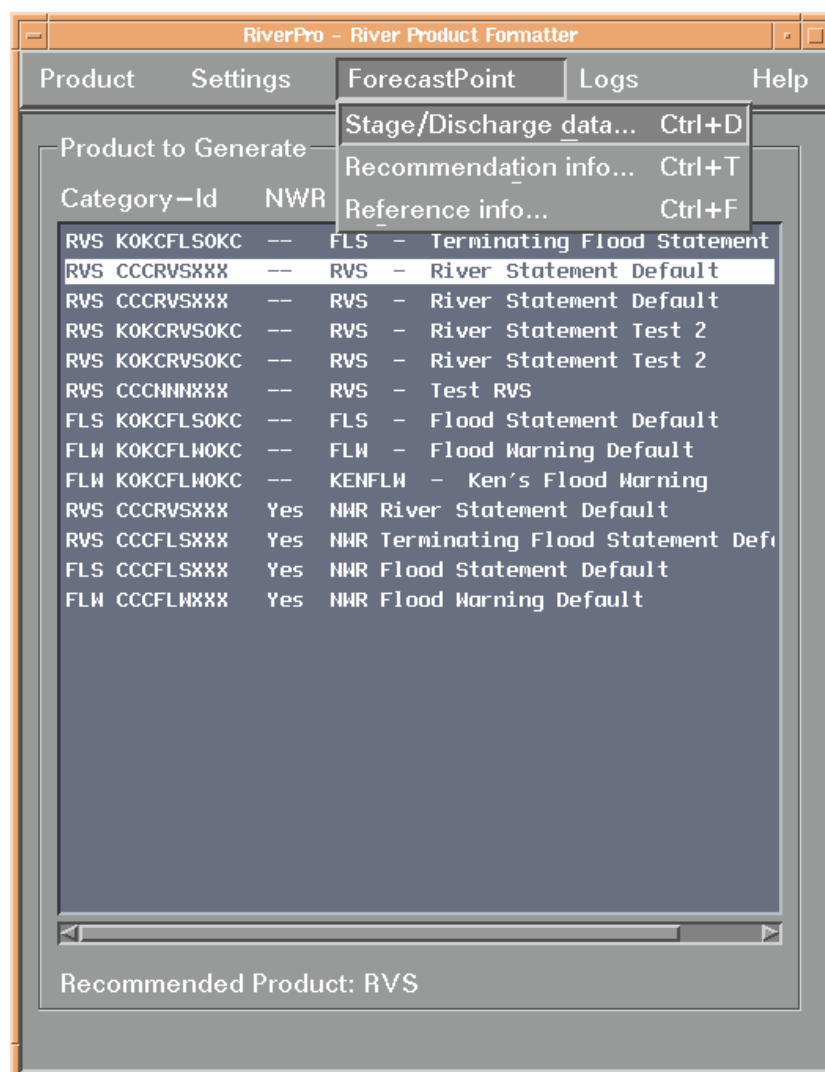 RiverPro - River Product Formatter
Product Settings ForecastPoint Logs Help
Stage/Discharge data... Ctrl+D
Recommendation info... Ctrl+T
Reference info... Ctrl+F
Product to Generate
Category-Id NWR
RVS KOKCFLSOKC -- FLS - Terminating Flood Statement
RVS CCCRVSXXX -- RVS - River Statement Default
RVS CCCRVSXXX -- RVS - River Statement Default
RVS KOKCRVSOKC -- RVS - River Statement Test 2
RVS KOKCRVSOKC -- RVS - River Statement Test 2
RVS CCCNNNXXX -- RVS - Test RVS
FLS KOKCFLSOKC -- FLS - Flood Statement Default
FLW KOKCFLWOKC -- FLW - Flood Warning Default
FLW KOKCFLWOKC -- KENFLW - Ken's Flood Warning
RVS CCCRVSXXX Yes NWR River Statement Default
RVS CCCFLSXXX Yes NWR Terminating Flood Statement Defa
FLS CCCFLSXXX Yes NWR Flood Statement Default
FLW CCCFLWXXX Yes NWR Flood Warning Default
Recommended Product: RVS